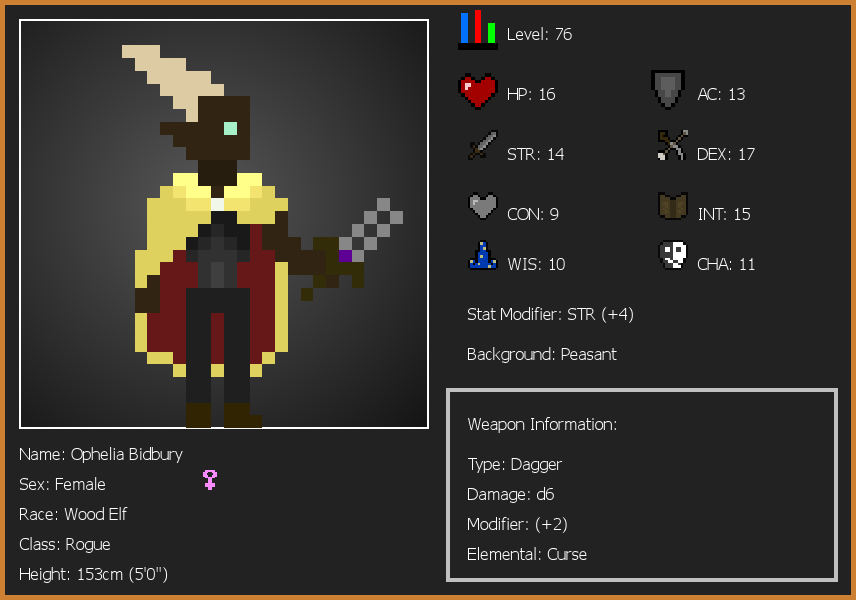 Level: 76
HP: 16
AC: 13
STR: 14
DEX: 17
CON: 9
INT: 15
WIS: 10
CHA: 11
Stat Modifier: STR (+4)
Background: Peasant
Weapon Information:
Type: Dagger
Damage: d6
Modifier: (+2)
Elemental: Curse
Name: Ophelia Bidbury
Sex: Female
Race: Wood Elf
Class: Rogue
Height: 153cm (5'0")